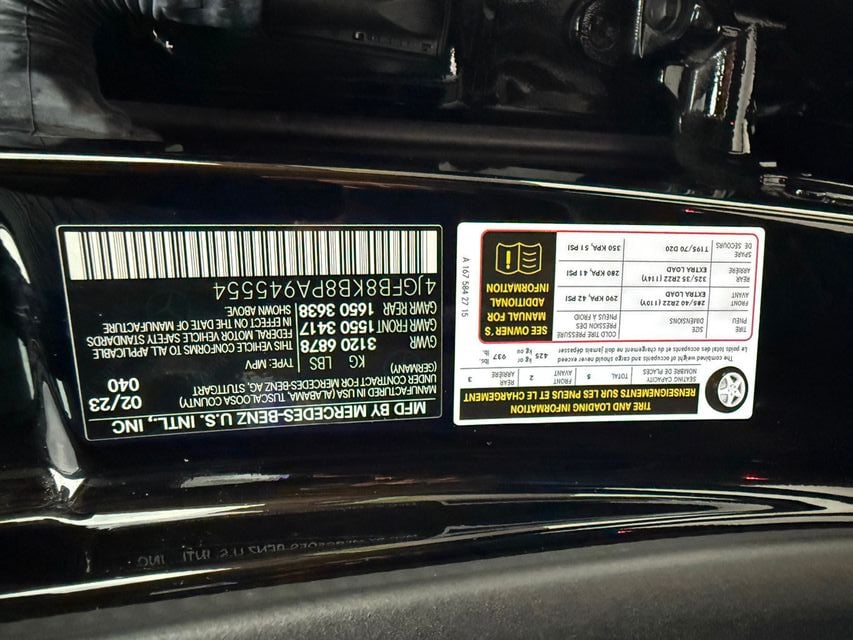 MFD BY MERCEDES-BENZ U.S. INTL., INC,
MANUFACTURED IN USA (ALABAMA, TUSCALOOSA COUNTY)
UNDER CONTRACT FOR MERCEDES-BENZ AG, STUTTGART
(GERMANY)
02/23
040
TYPE: MPV
KG LBS
GVWR 3120 6878
GAWR FRONT 1550 3417
GAWR REAR 1650 3638
THIS VEHICLE CONFORMS TO ALL APPLICABLE
FEDERAL MOTOR VEHICLE SAFETY STANDARDS
IN EFFECT ON THE DATE OF MANUFACTURE
SHOWN ABOVE
4JGFB8KB8PA945554
TIRE AND LOADING INFORMATION
RENSEIGNEMENTS SUR LES PNEUS ET LE CHARGEMENT
SEATING CAPACITY TOTAL 5 FRONT 2 REAR 3
NOMBRE DE PLACES AVANT ARRIÈRE
The combined weight of occupants and cargo should never exceed 425 kg or 937 lbs.
Le poids total des occupants et du chargement ne doit jamais dépasser kg ou lb.
TIRE SIZE COLD TIRE PRESSURE
PNEU DIMENSIONS PRESSION DES PNEUS À FROID
FRONT 285/40 ZR22 (110Y) 290 KPA, 42 PSI
AVANT EXTRA LOAD
REAR 325/35 ZR22 (114Y) 280 KPA, 41 PSI
ARRIÈRE EXTRA LOAD
SPARE T195/70 D20 350 KPA, 51 PSI
DE SECOURS
SEE OWNER'S
MANUAL FOR
ADDITIONAL
INFORMATION
A 167 584 27 15